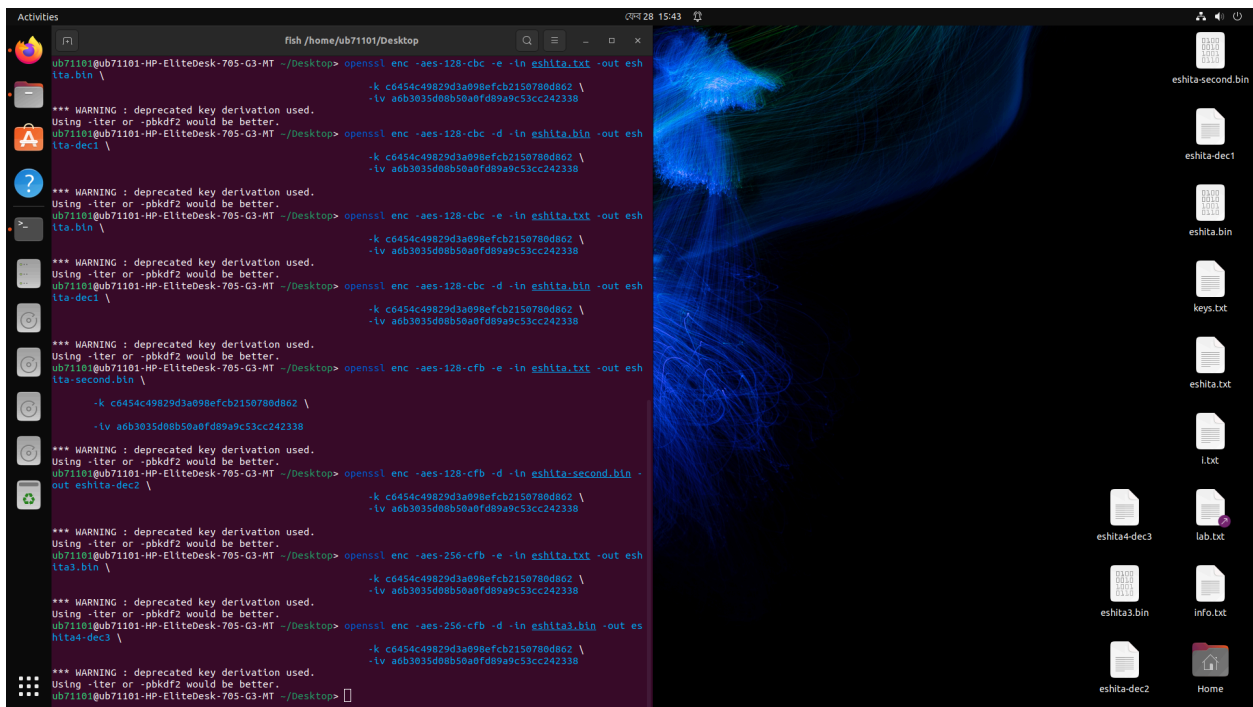 Activities
ফেব 28 15:43
fish /home/ub71101/Desktop
ub71101@ub71101-HP-EliteDesk-705-G3-MT ~/Desktop> openssl enc -aes-128-cbc -e -in eshita.txt -out esh
ita.bin \
-k c6454c49829d3a098efcb2150780d862 \
-iv a6b3035d08b50a0fd89a9c53cc242338
*** WARNING : deprecated key derivation used.
Using -iter or -pbkdf2 would be better.
ub71101@ub71101-HP-EliteDesk-705-G3-MT ~/Desktop> openssl enc -aes-128-cbc -d -in eshita.bin -out esh
ita-dec1 \
-k c6454c49829d3a098efcb2150780d862 \
-iv a6b3035d08b50a0fd89a9c53cc242338
*** WARNING : deprecated key derivation used.
Using -iter or -pbkdf2 would be better.
ub71101@ub71101-HP-EliteDesk-705-G3-MT ~/Desktop> openssl enc -aes-128-cbc -e -in eshita.txt -out esh
ita.bin \
-k c6454c49829d3a098efcb2150780d862 \
-iv a6b3035d08b50a0fd89a9c53cc242338
*** WARNING : deprecated key derivation used.
Using -iter or -pbkdf2 would be better.
ub71101@ub71101-HP-EliteDesk-705-G3-MT ~/Desktop> openssl enc -aes-128-cbc -d -in eshita.bin -out esh
ita-dec1 \
-k c6454c49829d3a098efcb2150780d862 \
-iv a6b3035d08b50a0fd89a9c53cc242338
*** WARNING : deprecated key derivation used.
Using -iter or -pbkdf2 would be better.
ub71101@ub71101-HP-EliteDesk-705-G3-MT ~/Desktop> openssl enc -aes-128-cfb -e -in eshita.txt -out esh
ita-second.bin \
-k c6454c49829d3a098efcb2150780d862 \
-iv a6b3035d08b50a0fd89a9c53cc242338
*** WARNING : deprecated key derivation used.
Using -iter or -pbkdf2 would be better.
ub71101@ub71101-HP-EliteDesk-705-G3-MT ~/Desktop> openssl enc -aes-128-cfb -d -in eshita-second.bin -
out eshita-dec2 \
-k c6454c49829d3a098efcb2150780d862 \
-iv a6b3035d08b50a0fd89a9c53cc242338
*** WARNING : deprecated key derivation used.
Using -iter or -pbkdf2 would be better.
ub71101@ub71101-HP-EliteDesk-705-G3-MT ~/Desktop> openssl enc -aes-256-cfb -e -in eshita.txt -out esh
ita3.bin \
-k c6454c49829d3a098efcb2150780d862 \
-iv a6b3035d08b50a0fd89a9c53cc242338
*** WARNING : deprecated key derivation used.
Using -iter or -pbkdf2 would be better.
ub71101@ub71101-HP-EliteDesk-705-G3-MT ~/Desktop> openssl enc -aes-256-cfb -d -in eshita3.bin -out es
hita4-dec3 \
-k c6454c49829d3a098efcb2150780d862 \
-iv a6b3035d08b50a0fd89a9c53cc242338
*** WARNING : deprecated key derivation used.
Using -iter or -pbkdf2 would be better.
ub71101@ub71101-HP-EliteDesk-705-G3-MT ~/Desktop>
eshita-second.bin
eshita-dec1
eshita.bin
keys.txt
eshita.txt
i.txt
eshita4-dec3
lab.txt
eshita3.bin
info.txt
eshita-dec2
Home